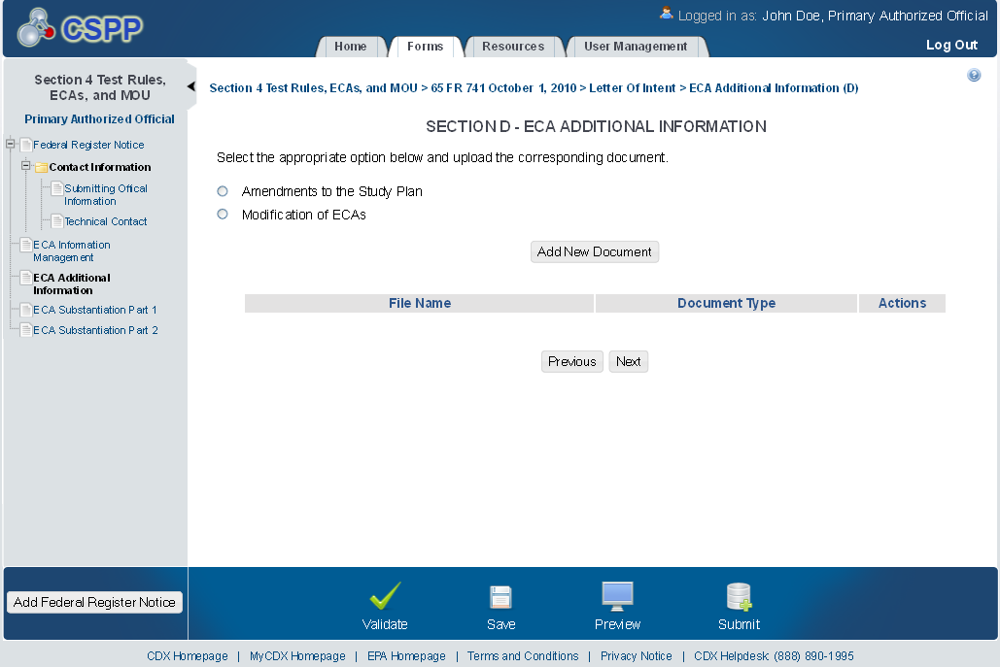 CSPP
Logged in as: John Doe, Primary Authorized Official
Home
Forms
Resources
User Management
Log Out
Section 4 Test Rules,
ECAs, and MOU
Primary Authorized Official
Federal Register Notice
Contact Information
Submitting Offical
Information
Technical Contact
ECA Information
Management
ECA Additional
Information
ECA Substantiation Part 1
ECA Substantiation Part 2
Section 4 Test Rules, ECAs, and MOU > 65 FR 741 October 1, 2010 > Letter Of Intent > ECA Additional Information (D)
SECTION D - ECA ADDITIONAL INFORMATION
Select the appropriate option below and upload the corresponding document.
Amendments to the Study Plan
Modification of ECAs
Add New Document
File Name Document Type Actions
Previous Next
Add Federal Register Notice
Validate Save Preview Submit
CDX Homepage | MyCDX Homepage | EPA Homepage | Terms and Conditions | Privacy Notice | CDX Helpdesk: (888) 890-1995